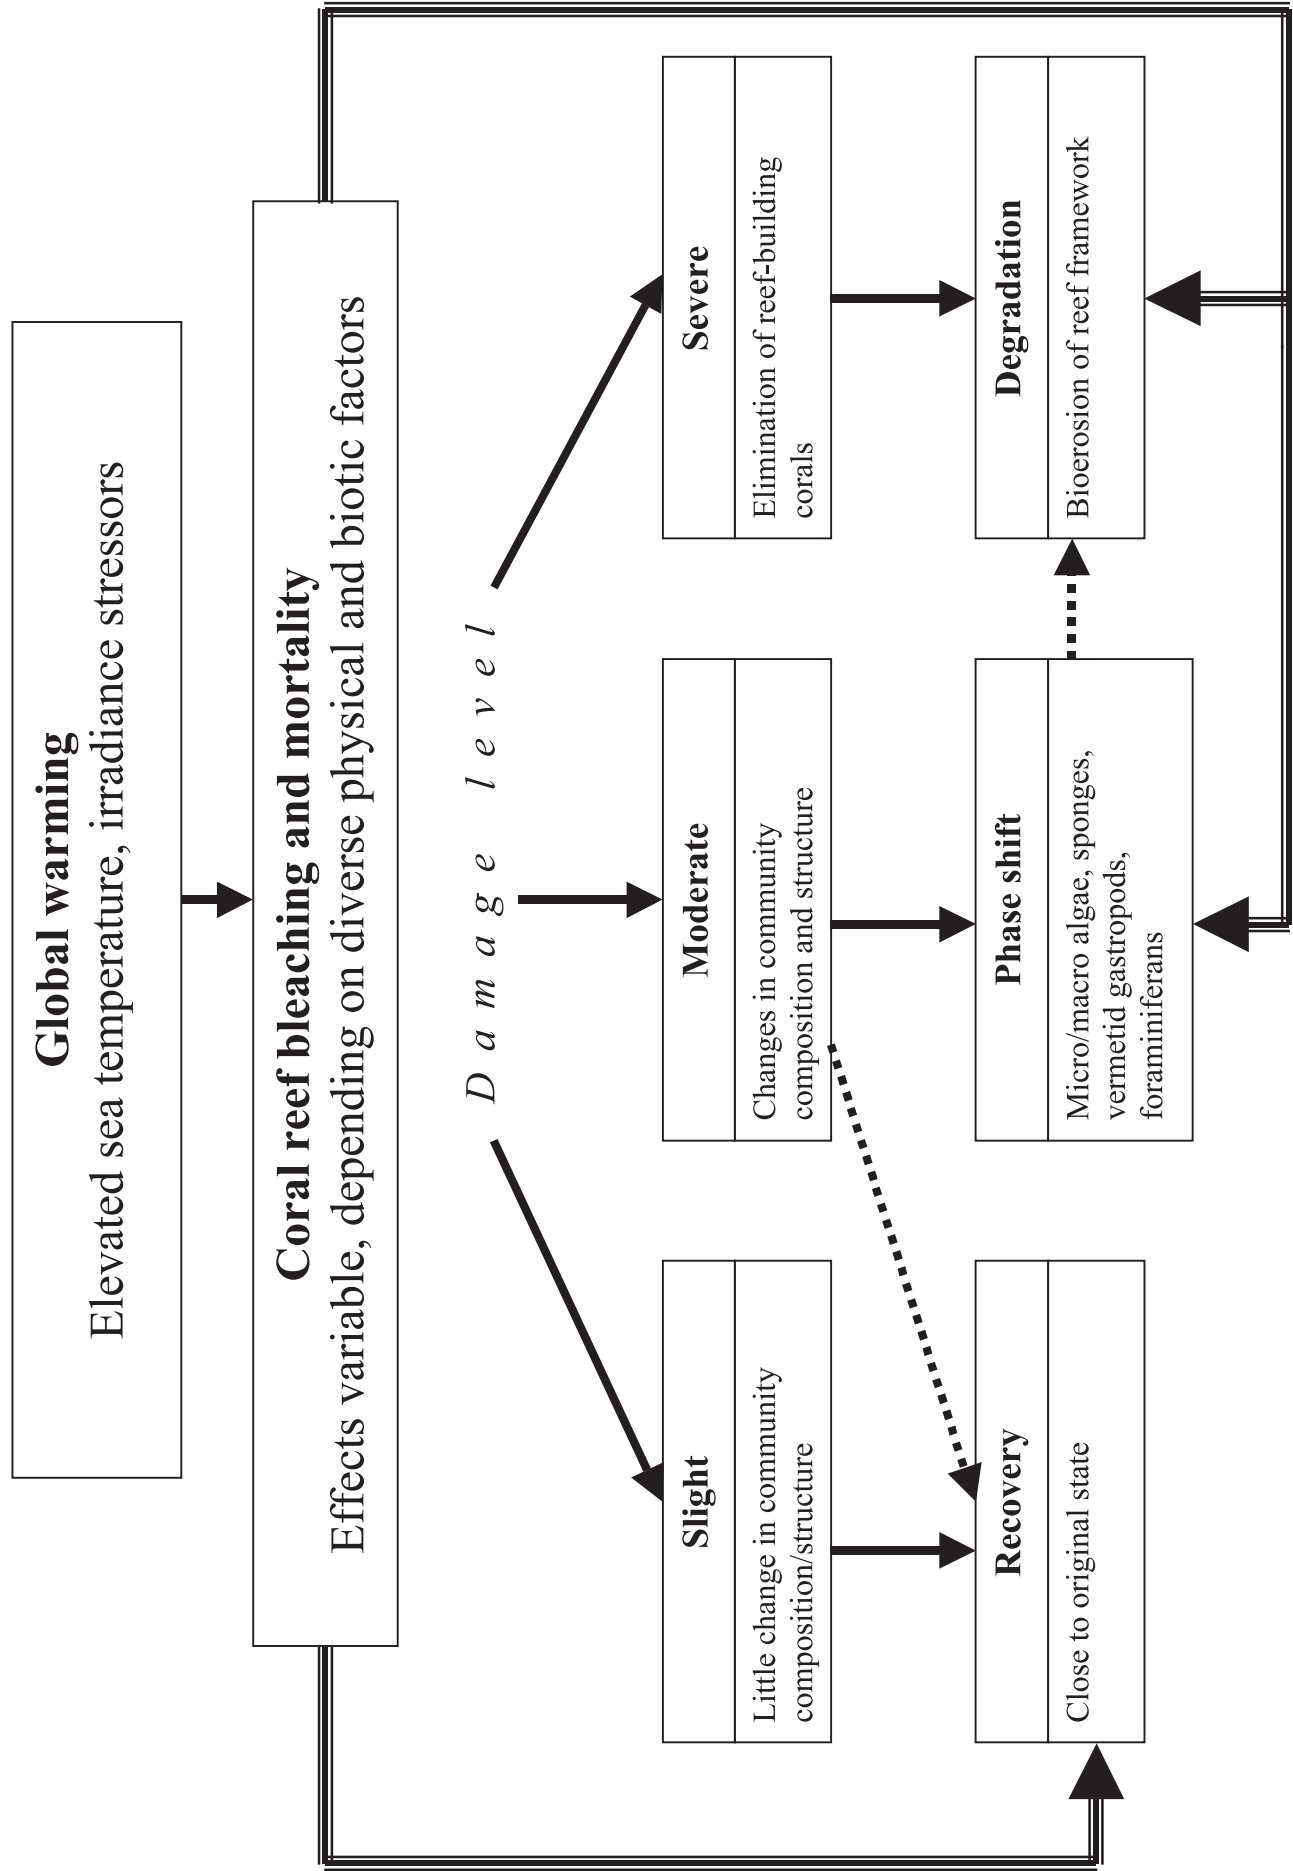 Global warming
Elevated sea temperature, irradiance stressors
Coral reef bleaching and mortality
Effects variable, depending on diverse physical and biotic factors
Damage level
Slight
Little change in community
composition/structure
Moderate
Changes in community
composition and structure
Severe
Elimination of reef-building
corals
Recovery
Close to original state
Phase shift
Micro/macro algae, sponges,
vermetid gastropods,
foraminiferans
Degradation
Bioerosion of reef framework